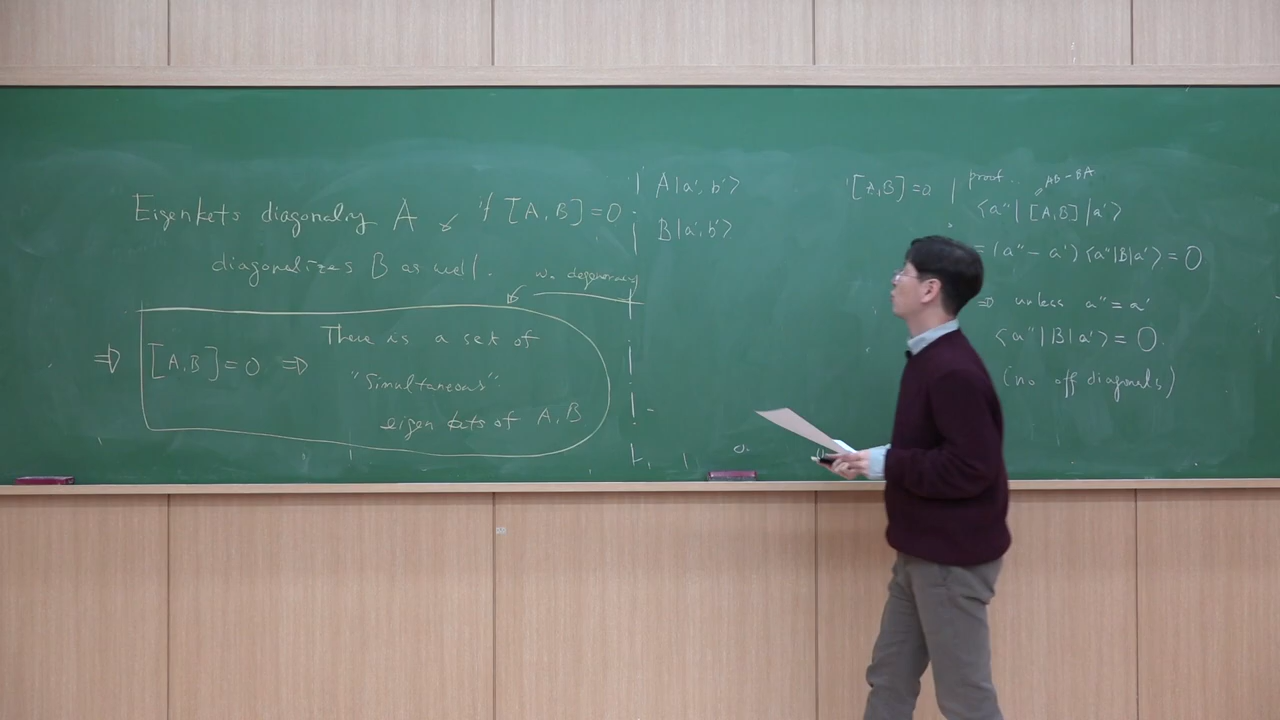 Eigenkets diagonalizing A ↙ if [A, B] = 0
diagonalizes B as well.
w. degeneracy
⇒ [A,B] = 0 ⇒ There is a set of
"Simultaneous"
eigen kets of A, B
A|a', b'>
B|a', b'>
[A,B] = 0
proof.
AB - BA
<a''| [A,B] |a'>
= (a'' - a') <a''|B|a'> = 0
⇒ unless a'' = a'
<a''|B|a'> = 0.
(no off diagonals)